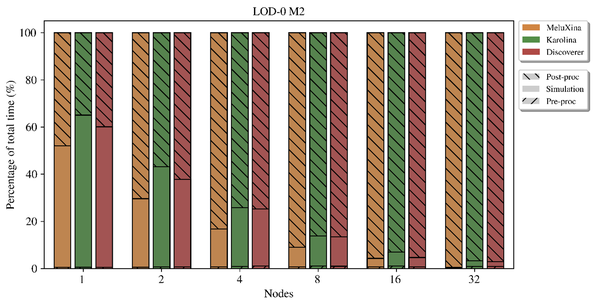 LOD-0 M2
Percentage of total time (%)
100
80
60
40
20
0
1 2 4 8 16 32
Nodes
MeluXina
Karolina
Discoverer
Post-proc
Simulation
Pre-proc